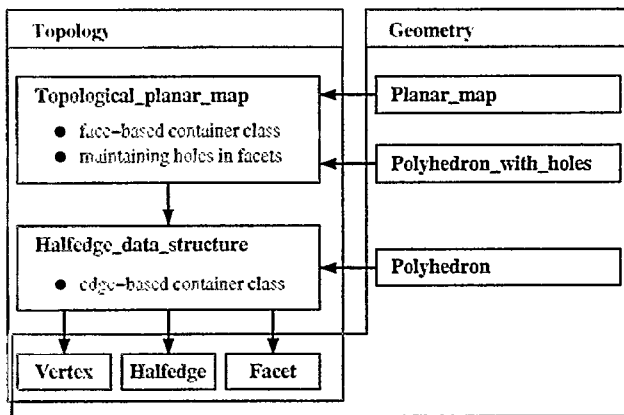 Topology
Geometry
Topological_planar_map
● face-based container class
● maintaining holes in facets
Planar_map
Polyhedron_with_holes
Halfedge_data_structure
● edge-based container class
Polyhedron
Vertex
Halfedge
Facet